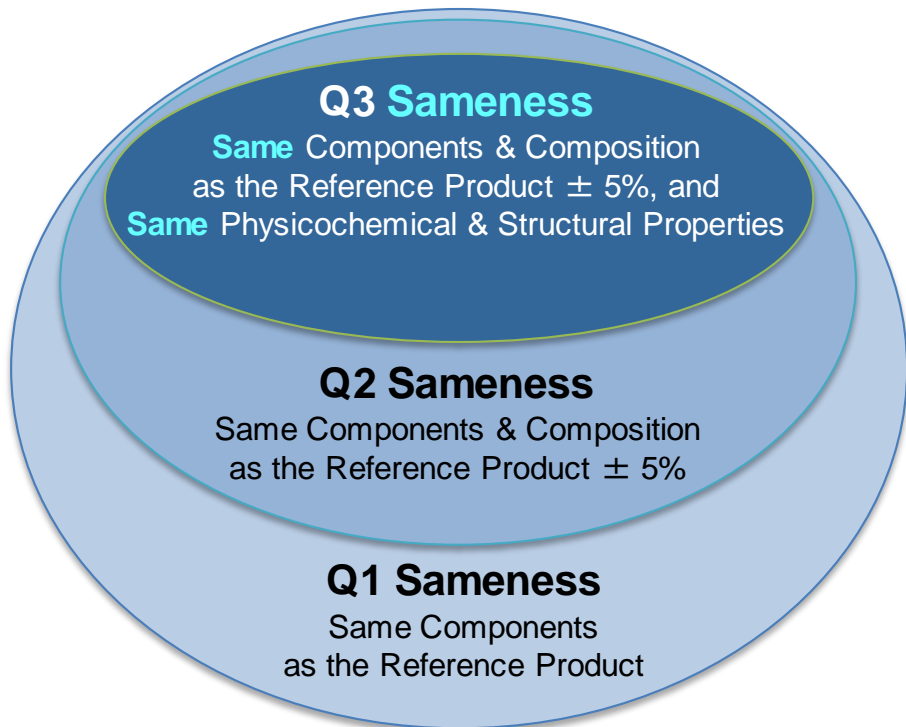 Q3 Sameness
Same Components & Composition
as the Reference Product ± 5%, and
Same Physicochemical & Structural Properties
Q2 Sameness
Same Components & Composition
as the Reference Product ± 5%
Q1 Sameness
Same Components
as the Reference Product